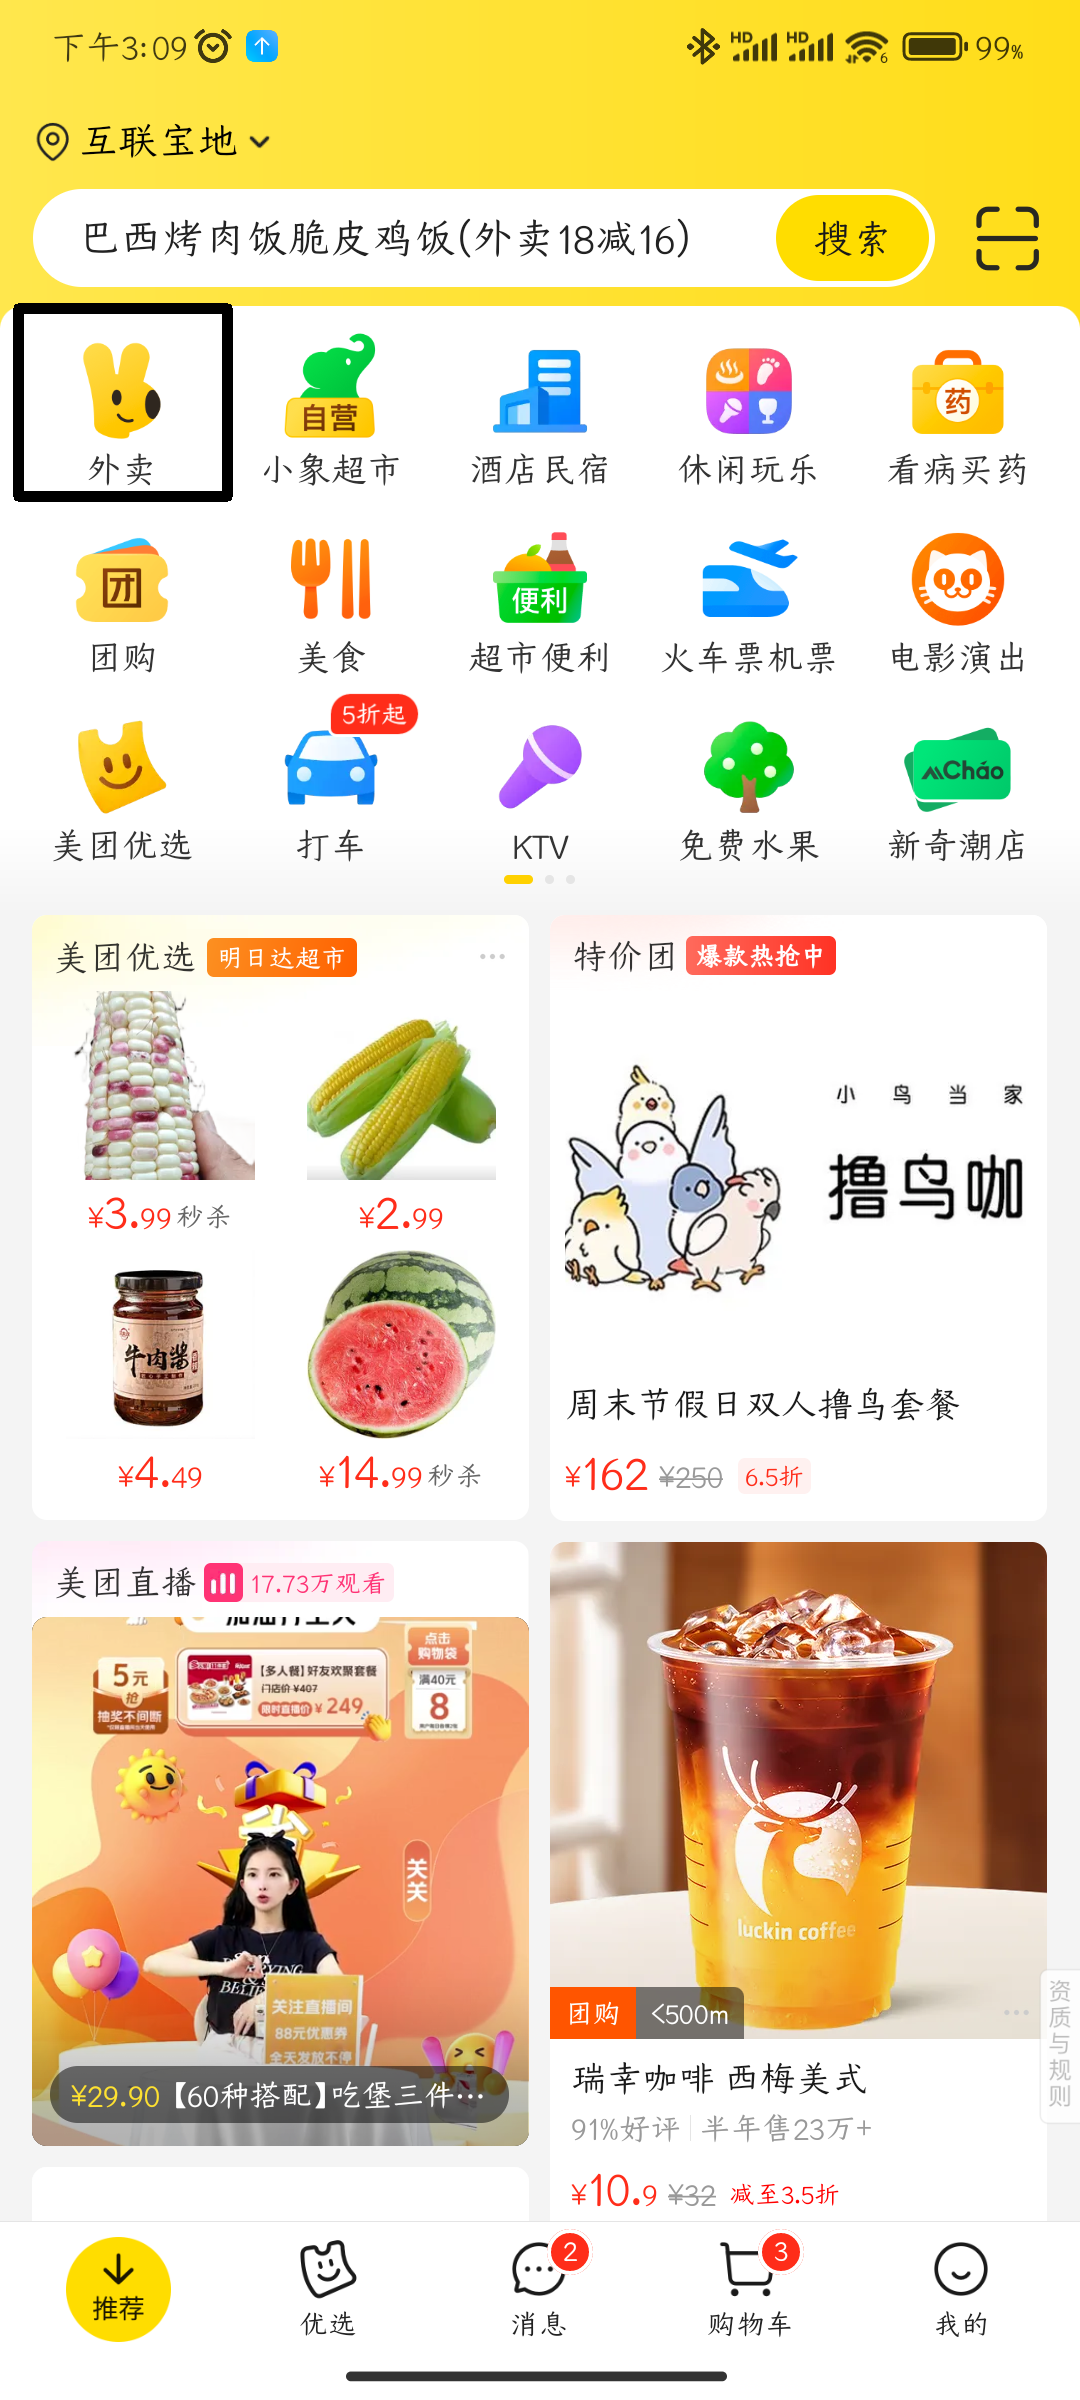 下午3:09
HD HD 6 99%
互联宝地
巴西烤肉饭脆皮鸡饭(外卖18减16)
搜索
自营
药
外卖
小象超市
酒店民宿
休闲玩乐
看病买药
团
便利
团购
美食
超市便利
火车票机票
电影演出
5折起
mCháo
美团优选
打车
KTV
免费水果
新奇潮店
美团优选 明日达超市
¥3.99秒杀
¥2.99
牛肉酱
¥4.49
¥14.99秒杀
特价团 爆款热抢中
小鸟当家
撸鸟咖
周末节假日双人撸鸟套餐
¥162 ¥250 6.5折
美团直播 17.73万观看
5元
抢
抽奖不间断
【多人餐】好友欢聚套餐
门店价¥407
限时直播价¥249
点击
购物袋
满40元
8
关关
关注直播间
88元优惠券
全天发放不停
¥29.90【60种搭配】吃堡三件…
luckin coffee
团购 <500m
瑞幸咖啡 西梅美式
91%好评 半年售23万+
¥10.9 ¥32 减至3.5折
资质与规则
推荐
优选
2
消息
3
购物车
我的